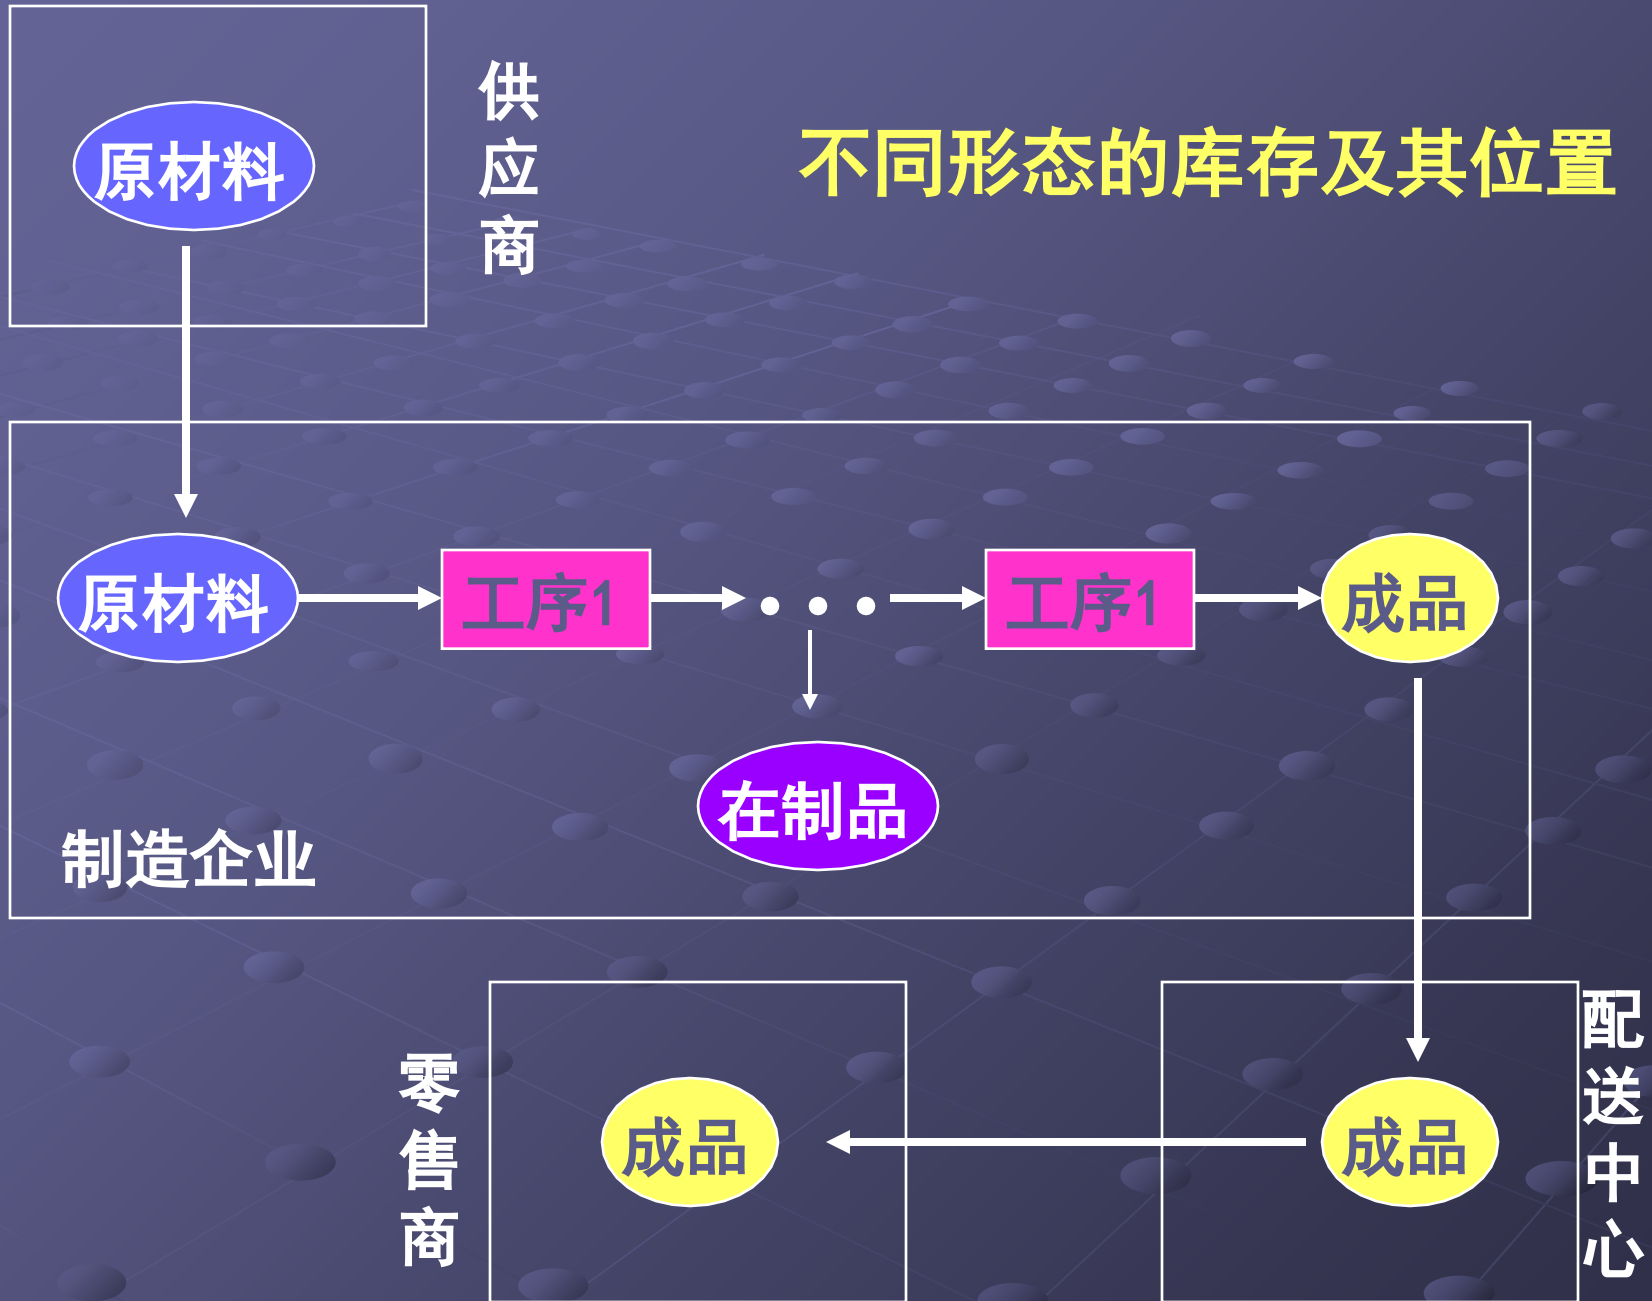 不同形态的库存及其位置
供应商
原材料
原材料
工序1
● ● ●
工序1
成品
在制品
制造企业
零售商
成品
成品
配送中心